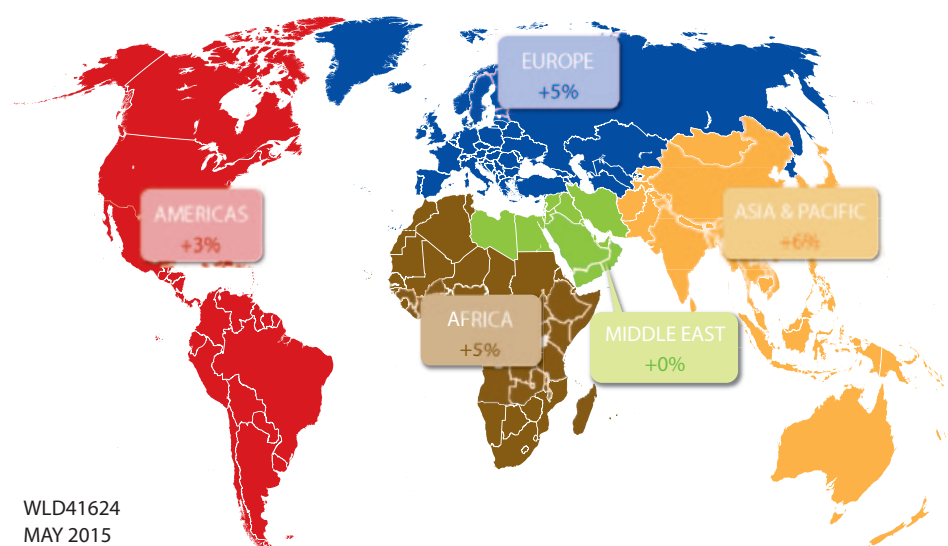 EUROPE
+5%
AMERICAS
+3%
ASIA & PACIFIC
+6%
AFRICA
+5%
MIDDLE EAST
+0%
WLD41624
MAY 2015